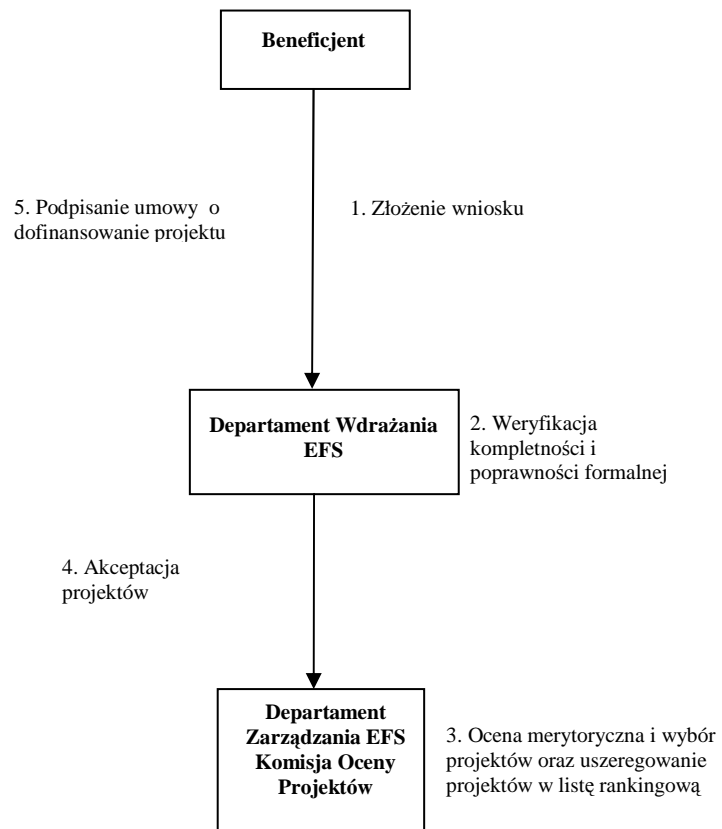 Beneficjent
5. Podpisanie umowy o
dofinansowanie projektu
1. Złożenie wniosku
Departament Wdrażania
EFS
2. Weryfikacja
kompletności i
poprawności formalnej
4. Akceptacja
projektów
Departament
Zarządzania EFS
Komisja Oceny
Projektów
3. Ocena merytoryczna i wybór
projektów oraz uszeregowanie
projektów w listę rankingową